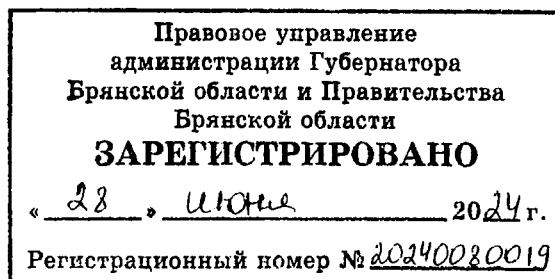 Правовое управление
администрации Губернатора
Брянской области и Правительства
Брянской области
ЗАРЕГИСТРИРОВАНО
« 28 » июня 2024 г.
Регистрационный номер № 20240080019